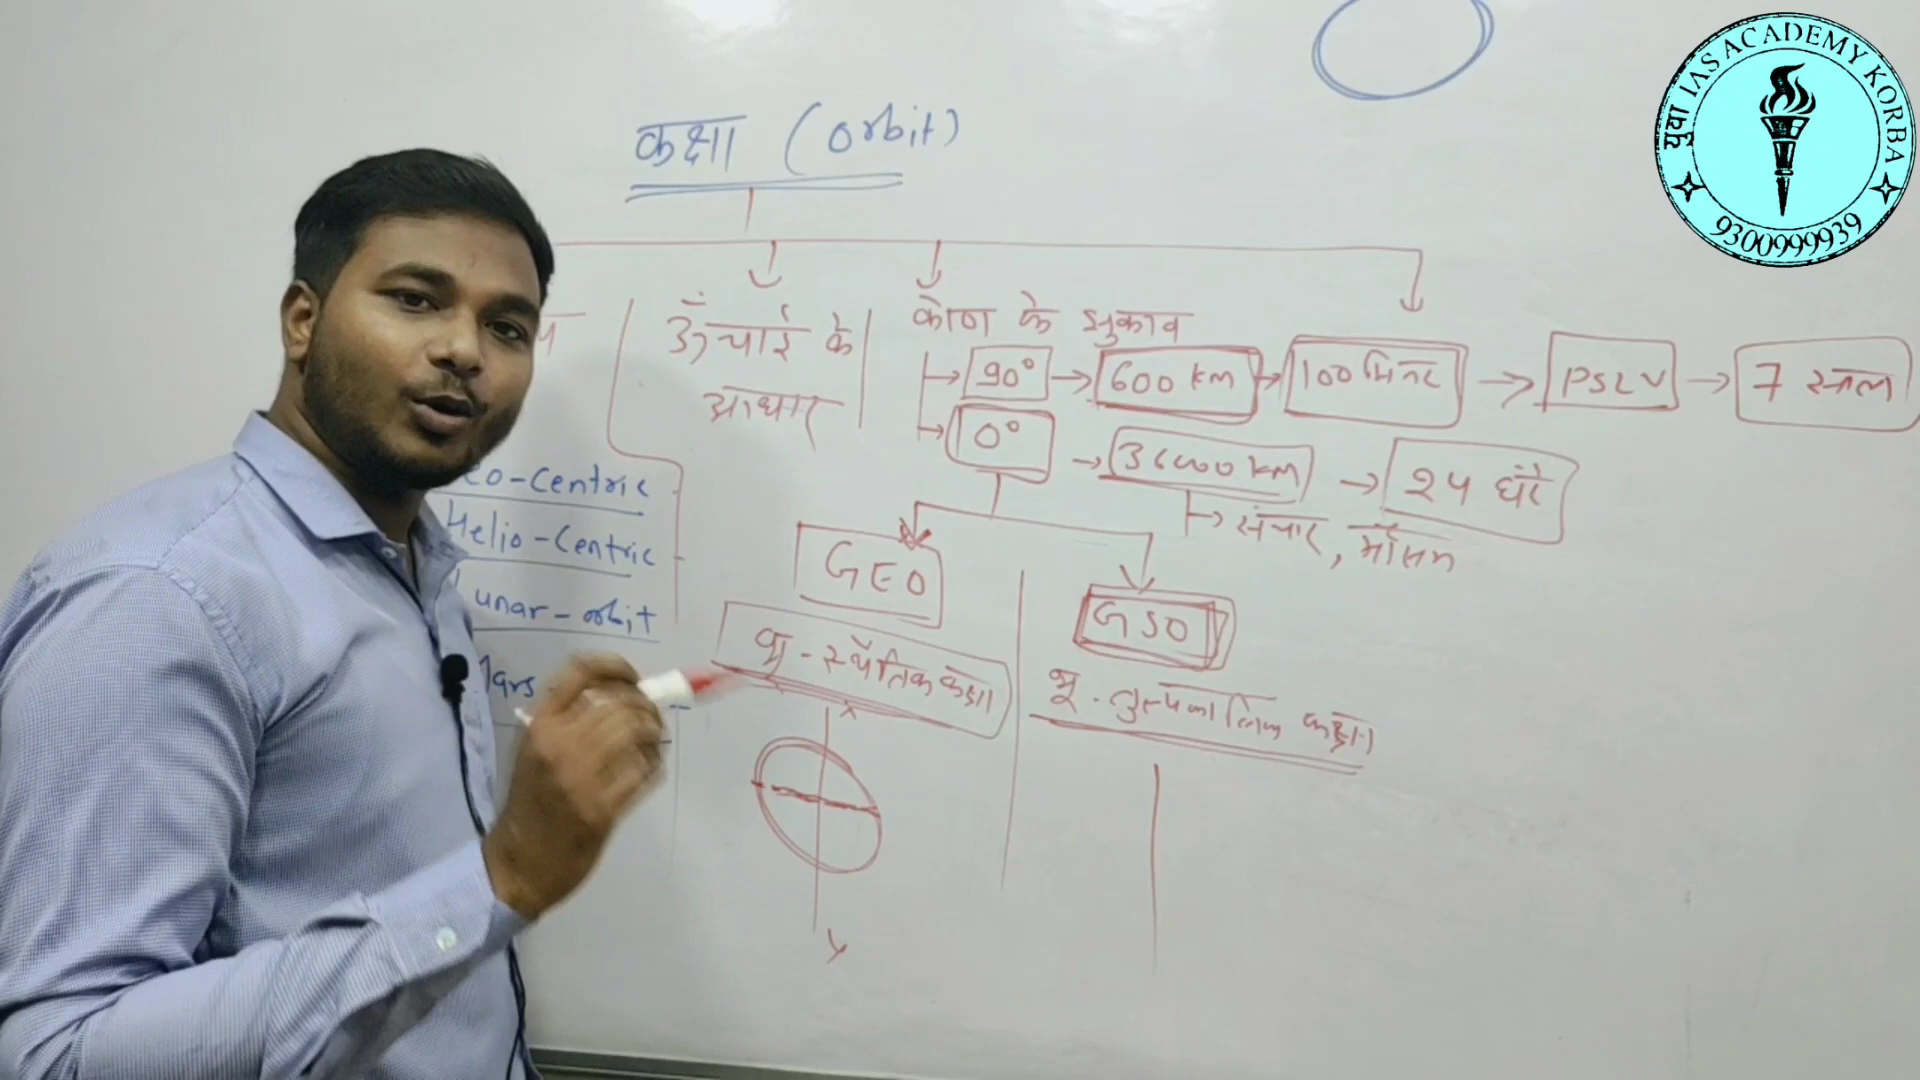 कक्षा (orbit)
ऊँचाई के
आधार
कोण के झुकाव
90° → 600 km → 100 मिनट → PSLV → 7 साल
0° → 36000 km → 24 घंटे
संचार, मौसम
eo-Centric
Helio-Centric
Lunar-orbit
Mars
GEO
भू-स्थैतिक कक्षा
GSO
भू-तुल्यकालिक कक्षा
x
y
युवा IAS ACADEMY KORBA
9300999939